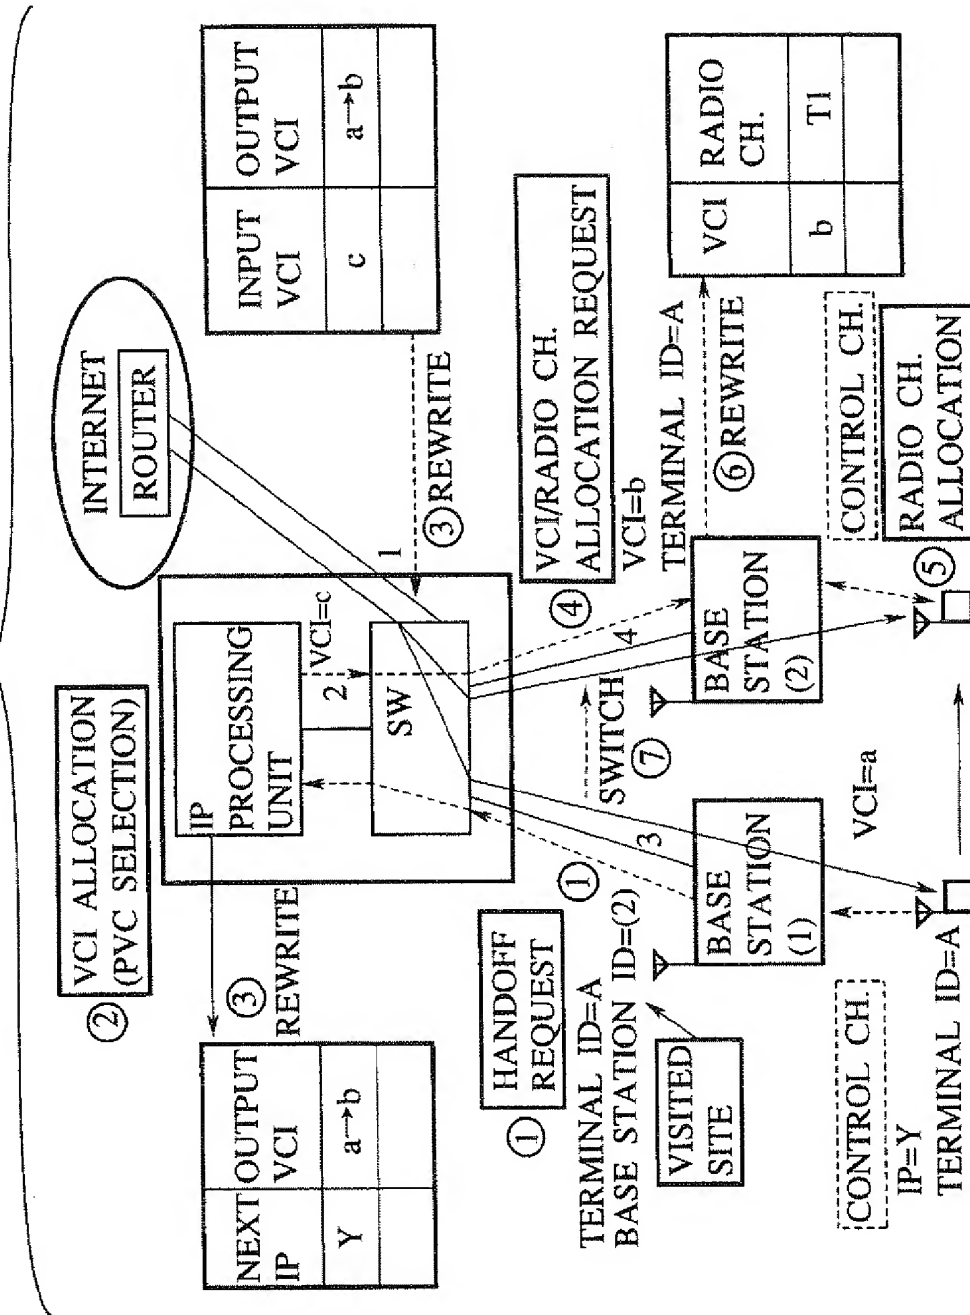 ② VCI ALLOCATION
(PVC SELECTION)
INTERNET
ROUTER
NEXT
IP
OUTPUT
VCI
Y
a→b
③
REWRITE
IP
PROCESSING
UNIT
VCI=c
2
SW
1
③ REWRITE
INPUT
VCI
OUTPUT
VCI
c
a→b
① HANDOFF
REQUEST
TERMINAL ID=A
BASE STATION ID=(2)
VISITED
SITE
①
3
SWITCH
⑦
4
④ VCI/RADIO CH.
ALLOCATION REQUEST
VCI=b
TERMINAL ID=A
⑥ REWRITE
VCI
RADIO
CH.
b
T1
BASE
STATION
(1)
BASE
STATION
(2)
CONTROL CH.
IP=Y
TERMINAL ID=A
VCI=a
CONTROL CH.
⑤ RADIO CH.
ALLOCATION